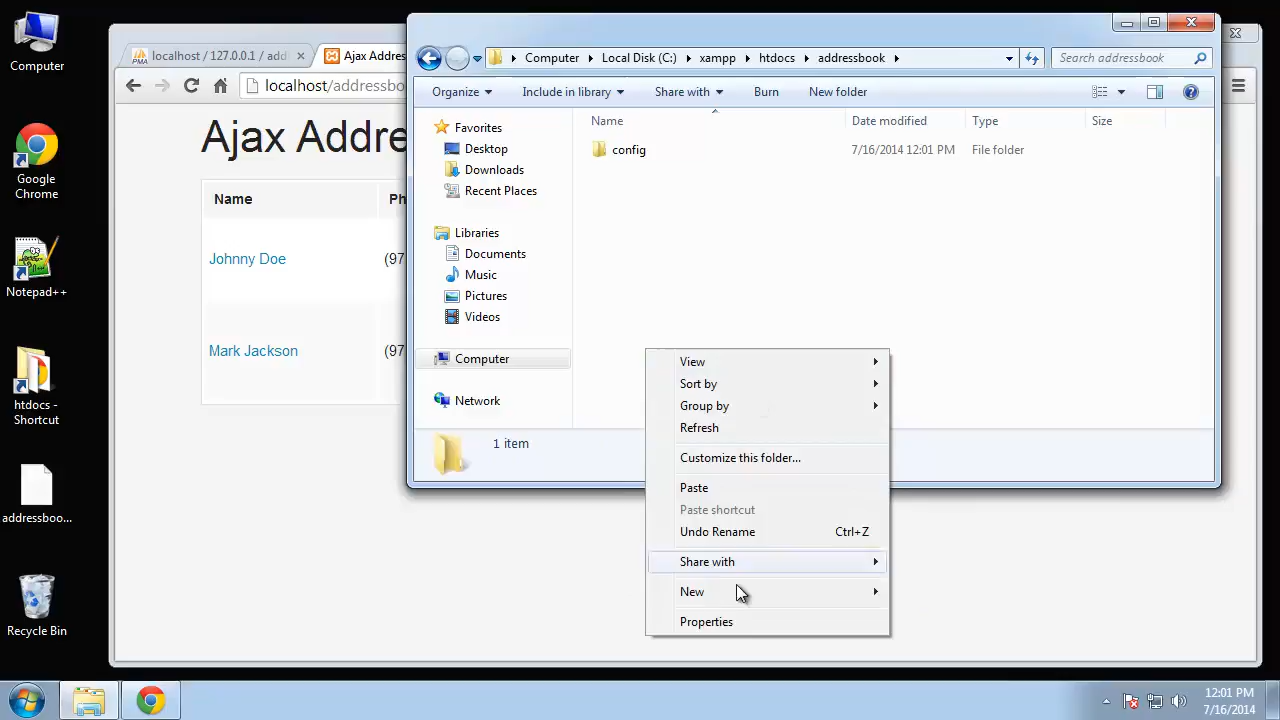 Computer
Google
Chrome
Notepad++
htdocs -
Shortcut
addressboo...
Recycle Bin
localhost / 127.0.0.1 / add
Ajax Addres
localhost/addressbo
Ajax Addre
Name
Ph
Johnny Doe
(97
Mark Jackson
(97
Computer
Local Disk (C:)
xampp
htdocs
addressbook
Search addressbook
Organize
Include in library
Share with
Burn
New folder
Favorites
Desktop
Downloads
Recent Places
Libraries
Documents
Music
Pictures
Videos
Computer
Network
Name
Date modified
Type
Size
config
7/16/2014 12:01 PM
File folder
1 item
View
Sort by
Group by
Refresh
Customize this folder...
Paste
Paste shortcut
Undo Rename
Ctrl+Z
Share with
New
Properties
12:01 PM
7/16/2014